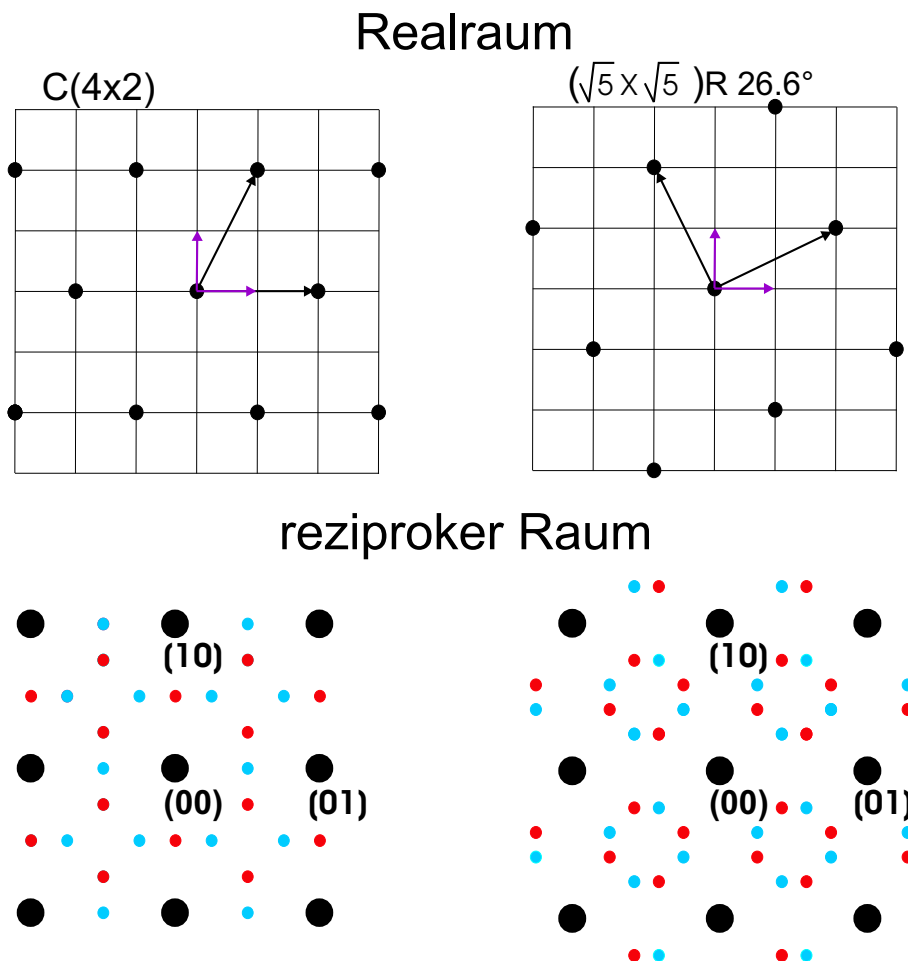 Realraum
C(4x2)
(√5 X √5 )R 26.6°
reziproker Raum
(10)
(10)
(00)
(01)
(00)
(01)